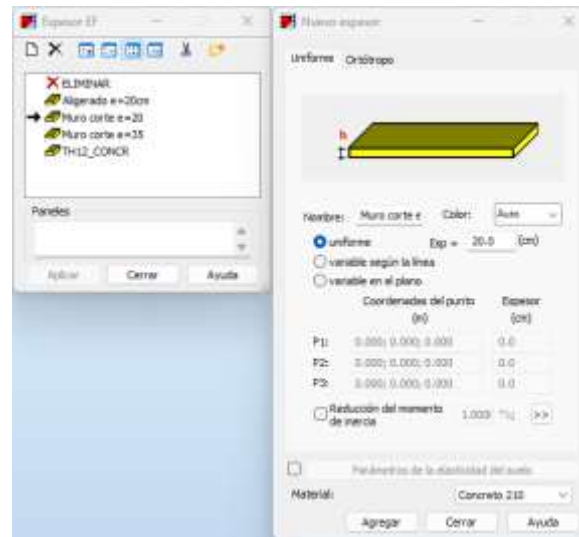 Espesor EF
ELIMINAR
Aligerado e=20cm
Muro corte e=20
Muro corte e=35
TH12_CONCR
Paneles
Aplicar Cerrar Ayuda
Nuevo espesor
Uniforme Ortótropo
h
Nombre: Muro corte e Color: Auto
uniforme Esp = 20.0 (cm)
variable según la línea
variable en el plano
Coordenadas del punto Espesor
(m) (cm)
P1: 0.000; 0.000; 0.000 0.0
P2: 0.000; 0.000; 0.000 0.0
P3: 0.000; 0.000; 0.000 0.0
Reducción del momento 1.000 >>
de inercia
Parámetros de la elasticidad del suelo
Material: Concreto 210
Agregar Cerrar Ayuda